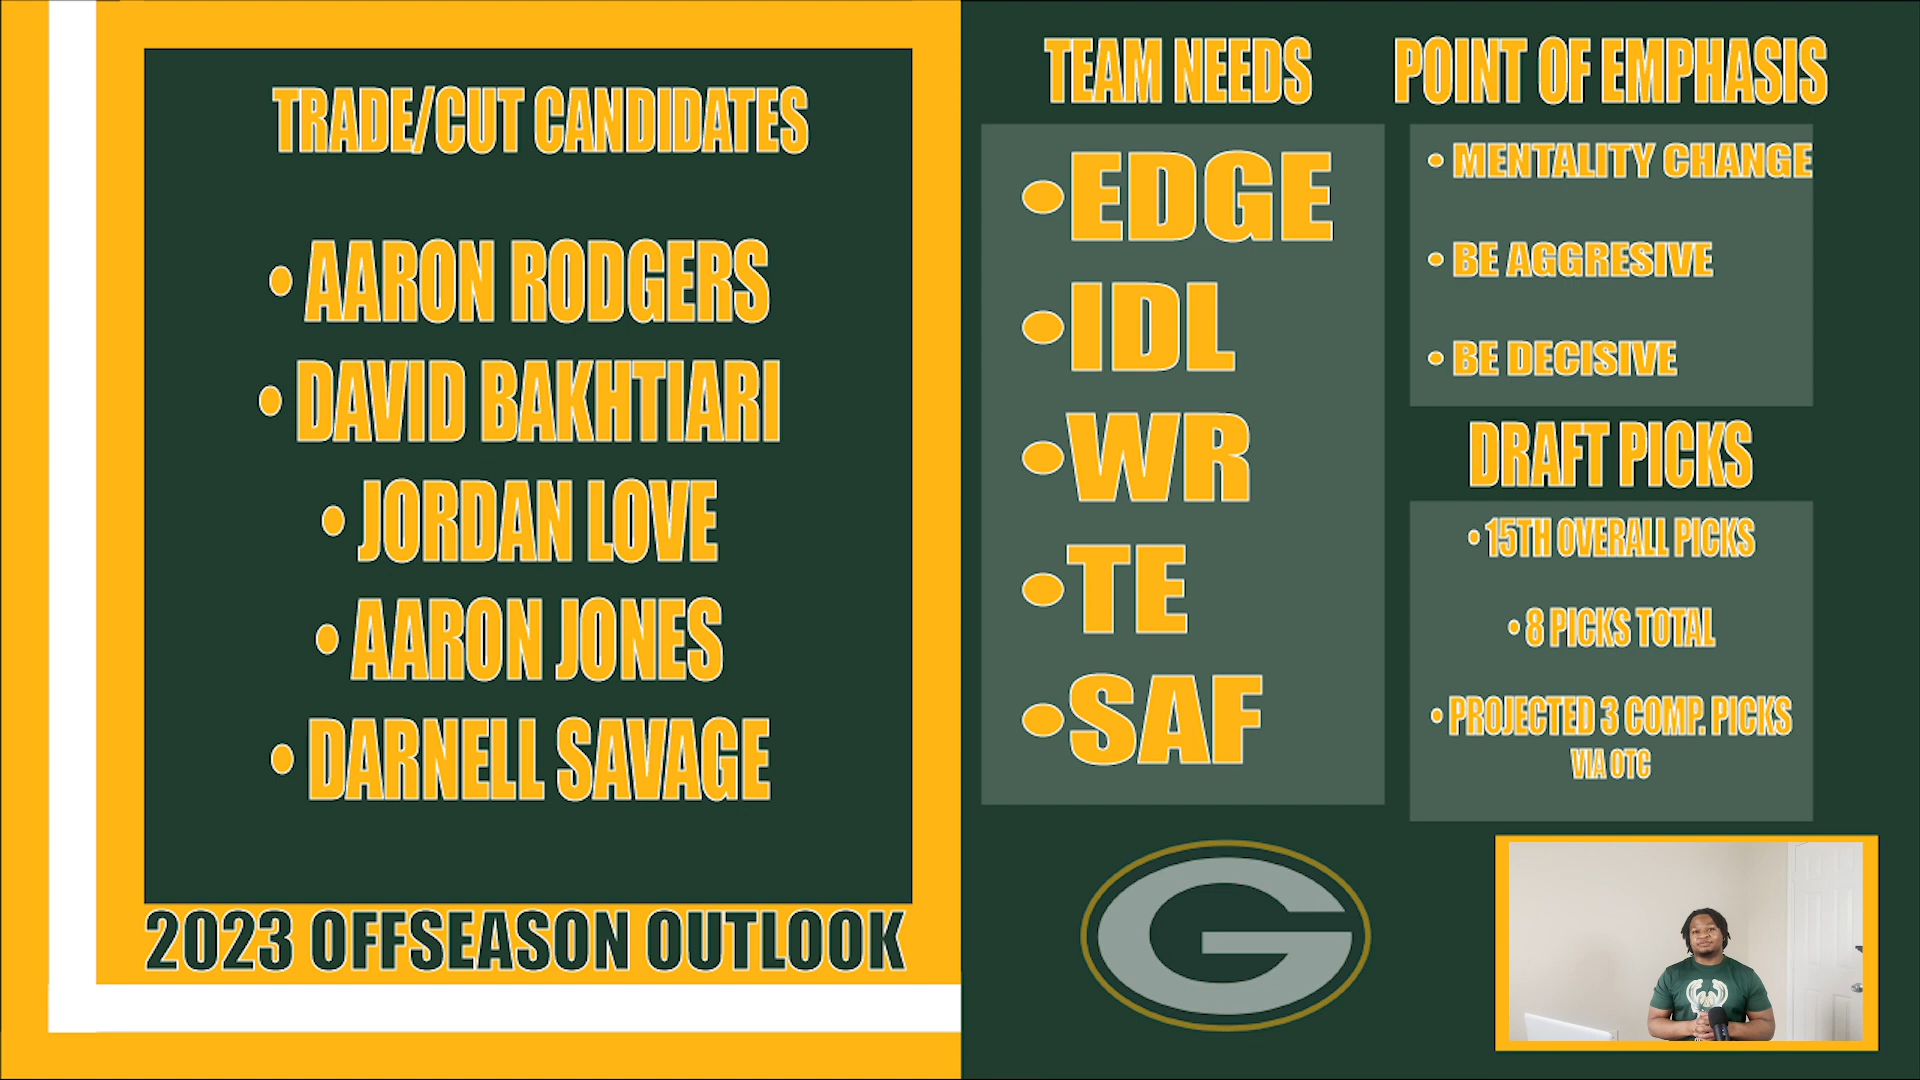 TRADE/CUT CANDIDATES
• AARON RODGERS
• DAVID BAKHTIARI
• JORDAN LOVE
• AARON JONES
• DARNELL SAVAGE
2023 OFFSEASON OUTLOOK
TEAM NEEDS
•EDGE
•IDL
•WR
•TE
•SAF
POINT OF EMPHASIS
• MENTALITY CHANGE
• BE AGGRESIVE
• BE DECISIVE
DRAFT PICKS
• 15TH OVERALL PICKS
• 8 PICKS TOTAL
• PROJECTED 3 COMP. PICKS
VIA OTC
G